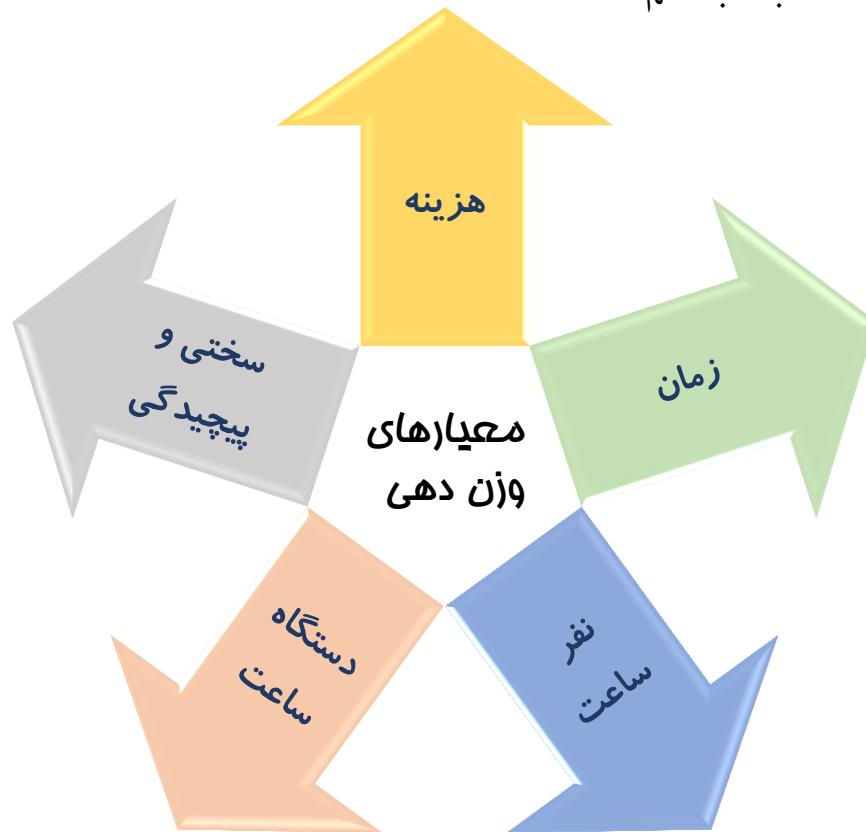 هزینه
زمان
نفر
ساعت
دستگاه
ساعت
سختی و
پیچیدگی
معیارهای
وزن دهی